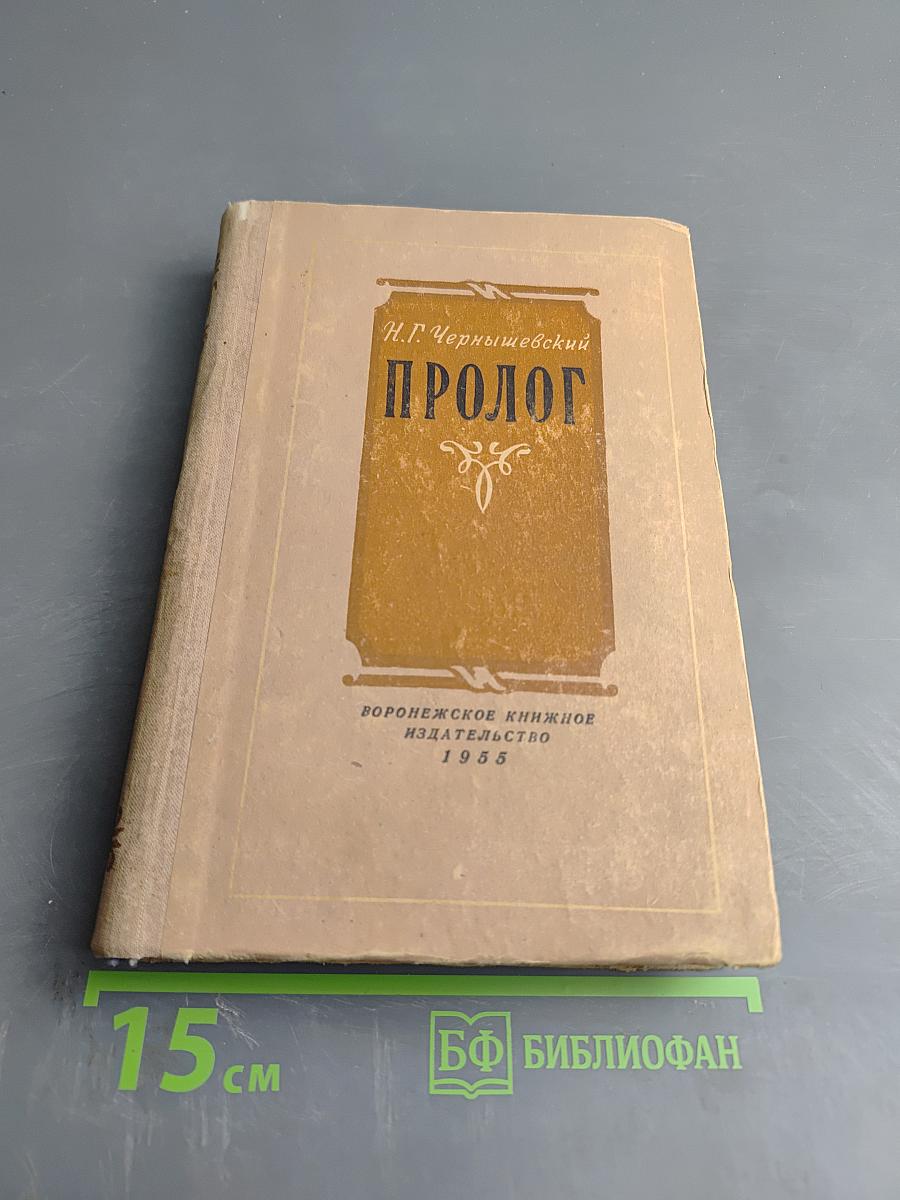 Н.Г. Чернышевский
ПРОЛОГ
ВОРОНЕЖСКОЕ КНИЖНОЕ
ИЗДАТЕЛЬСТВО
1955
15 см
БФ БИБЛИОФАН